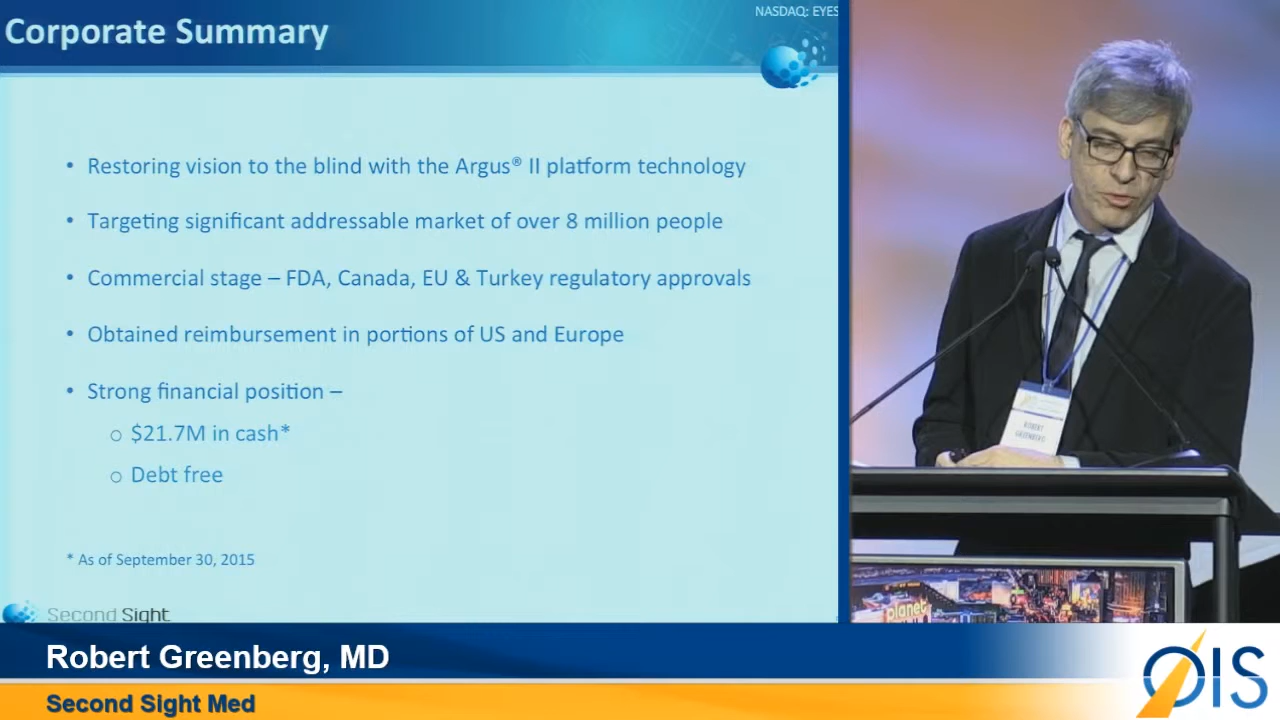 Corporate Summary
NASDAQ: EYES
• Restoring vision to the blind with the Argus® II platform technology
• Targeting significant addressable market of over 8 million people
• Commercial stage – FDA, Canada, EU & Turkey regulatory approvals
• Obtained reimbursement in portions of US and Europe
• Strong financial position –
o $21.7M in cash*
o Debt free
* As of September 30, 2015
Second Sight
ROBERT
GREENBERG
planet
Robert Greenberg, MD
Second Sight Med
OIS